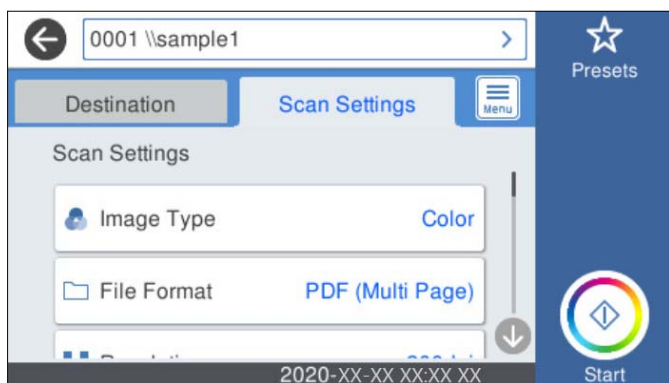 0001 \\sample1
Presets
Destination
Scan Settings
Menu
Scan Settings
Image Type
Color
File Format
PDF (Multi Page)
2020-XX-XX XX:XX XX
Start